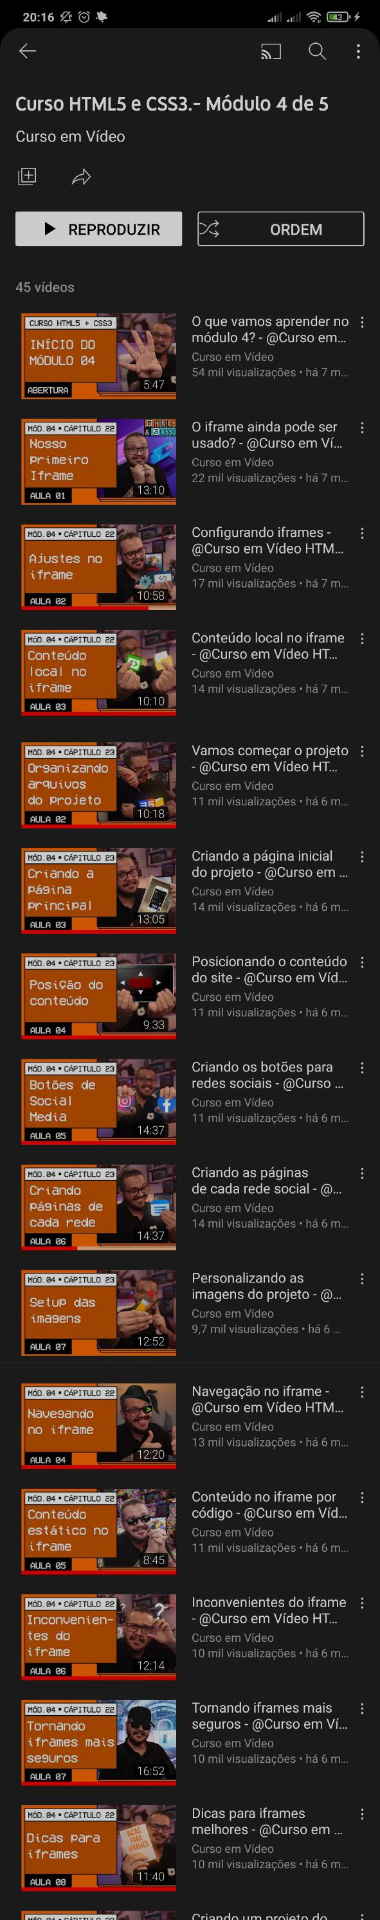 20:16
43
Curso HTML5 e CSS3.- Módulo 4 de 5
Curso em Vídeo
REPRODUZIR
ORDEM
45 vídeos
CURSO HTML5 + CSS3
INÍCIO DO
MÓDULO 04
ABERTURA
5:47
O que vamos aprender no
módulo 4? - @Curso em...
Curso em Vídeo
54 mil visualizações • há 7 m...
MÓD. 04 • CÁPITULO 22
Nosso
Primeiro
Iframe
AULA 01
13:10
O iframe ainda pode ser
usado? - @Curso em Ví...
Curso em Vídeo
22 mil visualizações • há 7 m...
MÓD. 04 • CÁPITULO 22
Ajustes no
iframe
AULA 02
10:58
Configurando iframes -
@Curso em Vídeo HTM...
Curso em Vídeo
17 mil visualizações • há 7 m...
MÓD. 04 • CÁPITULO 22
Conteúdo
local no
iframe
AULA 03
10:10
Conteúdo local no iframe
- @Curso em Vídeo HT...
Curso em Vídeo
14 mil visualizações • há 7 m...
MÓD. 04 • CÁPITULO 23
Organizando
arquivos
do projeto
AULA 02
10:18
Vamos começar o projeto
- @Curso em Vídeo HT...
Curso em Vídeo
11 mil visualizações • há 6 m...
MÓD. 04 • CÁPITULO 23
Criando a
página
principal
AULA 03
13:05
Criando a página inicial
do projeto - @Curso em ...
Curso em Vídeo
14 mil visualizações • há 6 m...
MÓD. 04 • CÁPITULO 23
Posição do
conteúdo
AULA 04
9:33
Posicionando o conteúdo
do site - @Curso em Víd...
Curso em Vídeo
11 mil visualizações • há 6 m...
MÓD. 04 • CÁPITULO 23
Botões de
Social
Media
AULA 05
14:37
Criando os botões para
redes sociais - @Curso ...
Curso em Vídeo
11 mil visualizações • há 6 m...
MÓD. 04 • CÁPITULO 23
Criando
páginas de
cada rede
AULA 06
14:37
Criando as páginas
de cada rede social - @...
Curso em Vídeo
14 mil visualizações • há 6 m...
MÓD. 04 • CÁPITULO 23
Setup das
imagens
AULA 07
12:52
Personalizando as
imagens do projeto - @...
Curso em Vídeo
9,7 mil visualizações • há 6 ...
MÓD. 04 • CÁPITULO 22
Navegando
no iframe
AULA 04
12:20
Navegação no iframe -
@Curso em Vídeo HTM...
Curso em Vídeo
13 mil visualizações • há 6 m...
MÓD. 04 • CÁPITULO 22
Conteúdo
estático no
iframe
AULA 05
8:45
Conteúdo no iframe por
código - @Curso em Víd...
Curso em Vídeo
11 mil visualizações • há 6 m...
MÓD. 04 • CÁPITULO 22
Inconvenien-
tes do
iframe
AULA 06
12:14
Inconvenientes do iframe
- @Curso em Vídeo HT...
Curso em Vídeo
10 mil visualizações • há 6 m...
MÓD. 04 • CÁPITULO 22
Tornando
iframes mais
seguros
AULA 07
16:52
Tornando iframes mais
seguros - @Curso em Ví...
Curso em Vídeo
10 mil visualizações • há 6 m...
MÓD. 04 • CÁPITULO 22
Dicas para
iframes
AULA 08
11:40
Dicas para iframes
melhores - @Curso em ...
Curso em Vídeo
10 mil visualizações • há 6 m...
Criando um projeto do